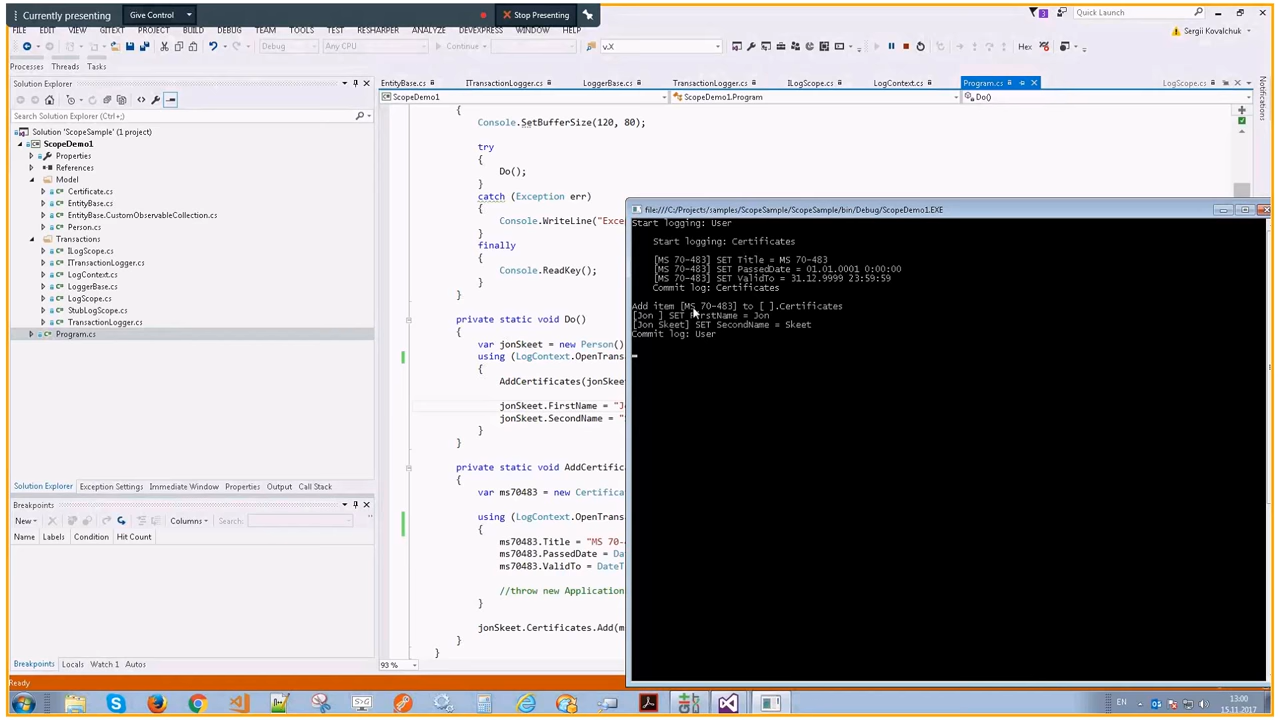 Currently presenting
Give Control
Stop Presenting
3
Quick Launch
FILE EDIT VIEW GITEXT PROJECT BUILD DEBUG TEAM TOOLS RESHARPER ANALYZE DEVEXPRESS WINDOW HELP
Sergii Kovalchuk
Debug
Any CPU
Continue
v.X
Hex
Processes Threads Tasks
Solution Explorer
EntityBase.cs
ITransactionLogger.cs
LoggerBase.cs
TransactionLogger.cs
ILogScope.cs
LogContext.cs
Program.cs
LogScope.cs
Notifications
ScopeDemo1
ScopeDemo1.Program
Do()
Search Solution Explorer (Ctrl+;)
Solution 'ScopeSample' (1 project)
ScopeDemo1
Properties
References
Model
Certificate.cs
EntityBase.cs
EntityBase.CustomObservableCollection.cs
Person.cs
Transactions
ILogScope.cs
ITransactionLogger.cs
LogContext.cs
LoggerBase.cs
LogScope.cs
StubLogScope.cs
TransactionLogger.cs
Program.cs
Solution Explorer Exception Settings Immediate Window Properties Output Call Stack
Breakpoints
New
Columns
Search:
Name Labels Condition Hit Count
Breakpoints Locals Watch 1 Autos
{
Console.SetBufferSize(120, 80);
try
{
Do();
}
catch (Exception err)
{
Console.WriteLine("Exce
}
finally
{
Console.ReadKey();
}
}
private static void Do()
{
var jonSkeet = new Person()
using (LogContext.OpenTrans
{
AddCertificates(jonSkee
jonSkeet.FirstName = "J
jonSkeet.SecondName = "
}
}
private static void AddCertific
{
var ms70483 = new Certifica
using (LogContext.OpenTrans
{
ms70483.Title = "MS 70-
ms70483.PassedDate = Da
ms70483.ValidTo = DateT
//throw new Application
}
jonSkeet.Certificates.Add(m
}
}
93 %
file:///C:/Projects/samples/ScopeSample/ScopeSample/bin/Debug/ScopeDemo1.EXE
Start logging: User
Start logging: Certificates
[MS 70-483] SET Title = MS 70-483
[MS 70-483] SET PassedDate = 01.01.0001 0:00:00
[MS 70-483] SET ValidTo = 31.12.9999 23:59:59
Commit log: Certificates
Add item [MS 70-483] to [ ].Certificates
[Jon ] SET FirstName = Jon
[Jon Skeet] SET SecondName = Skeet
Commit log: User
EN
13:00
15.11.2017